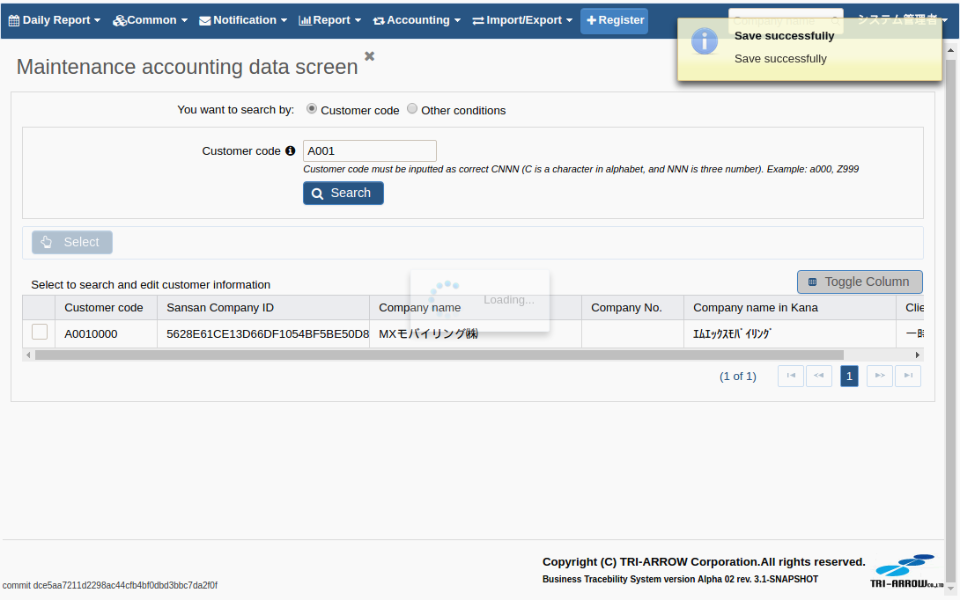 Daily Report Common Notification Report Accounting Import/Export Register システム管理者
Save successfully
Save successfully
Maintenance accounting data screen
You want to search by: Customer code Other conditions
Customer code A001
Customer code must be inputted as correct CNNN (C is a character in alphabet, and NNN is three number). Example: a000, Z999
Search
Select
Select to search and edit customer information
Toggle Column
Loading...
Customer code Sansan Company ID Company name Company No. Company name in Kana Clie
A0010000 5628E61CE13D66DF1054BF5BE50D8 MXモバイリング㈱ ｴﾑｴｯｸｽﾓﾊﾞｲﾘﾝｸﾞ 一時
(1 of 1) 1
Copyright (C) TRI-ARROW Corporation.All rights reserved.
Business Tracebility System version Alpha 02 rev. 3.1-SNAPSHOT
TRI-ARROW CO.,LTD
commit dce5aa7211d2298ac44cfb4bf0dbd3bbc7da2f0f